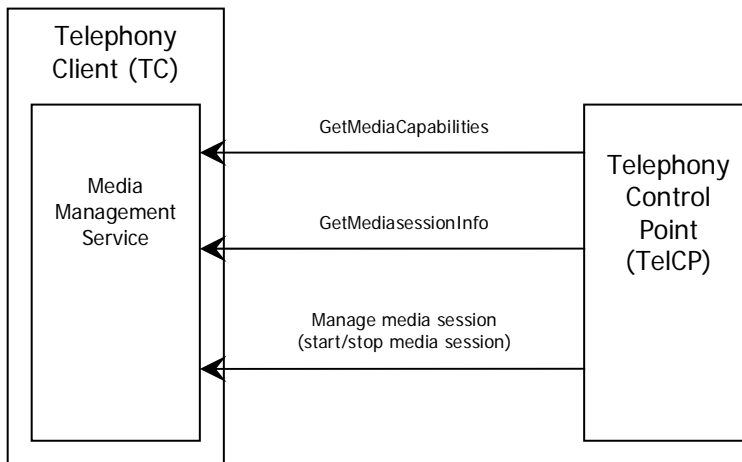 Telephony
Client (TC)
Media
Management
Service
GetMediaCapabilities
GetMediasessionInfo
Manage media session
(start/stop media session)
Telephony
Control
Point
(TelCP)